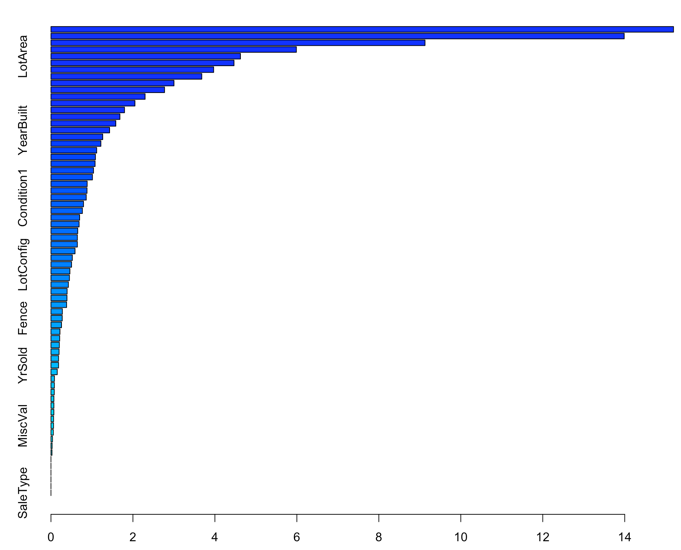 LotArea
YearBuilt
Condition1
LotConfig
Fence
YrSold
MiscVal
SaleType
0 2 4 6 8 10 12 14